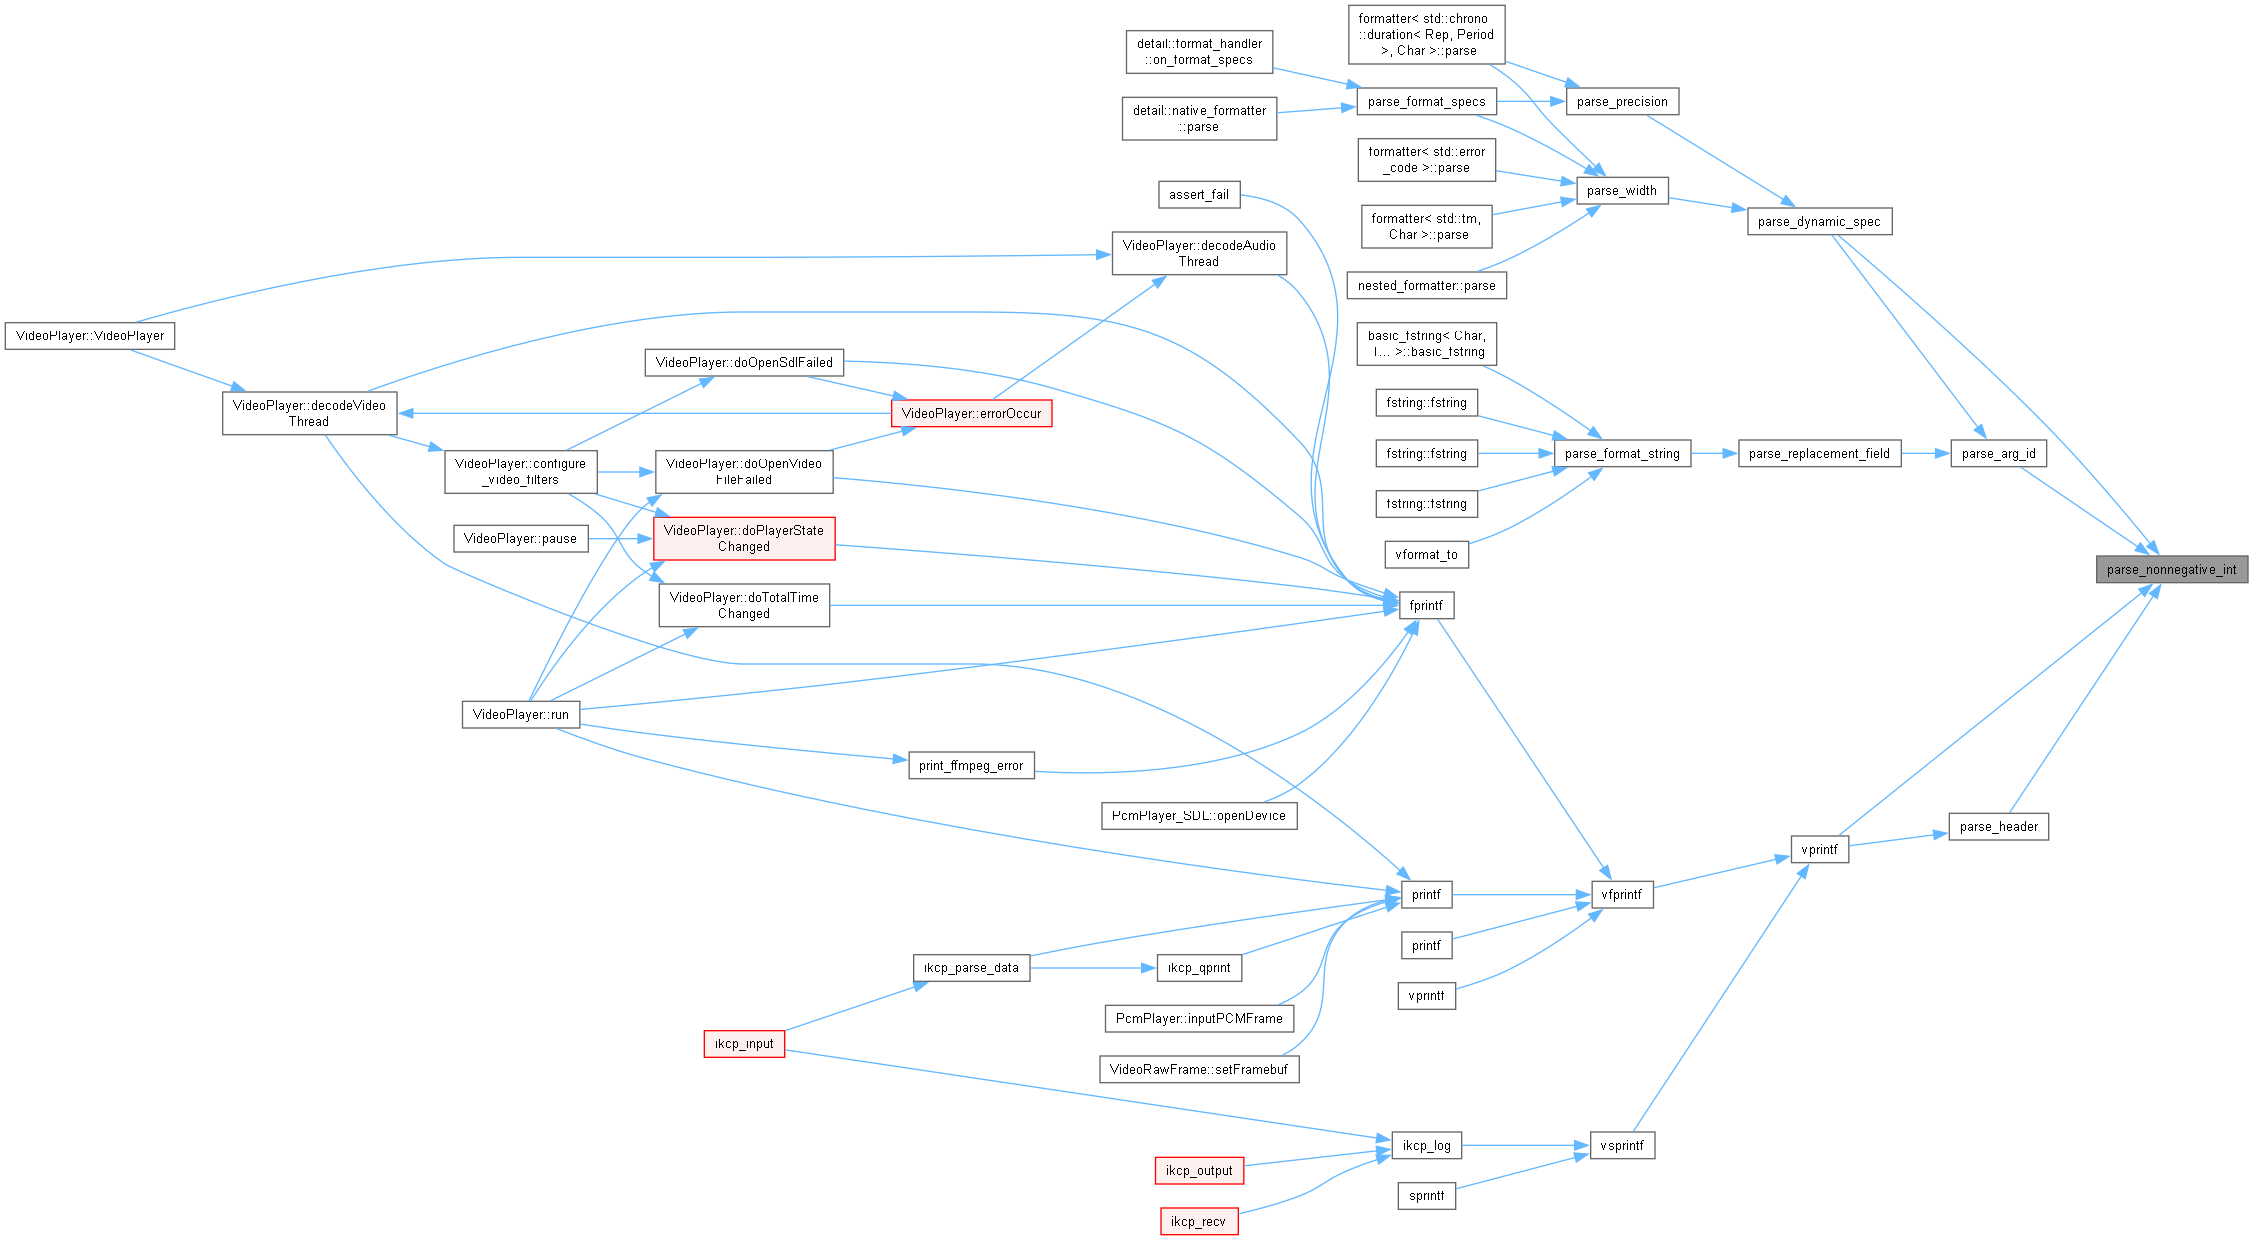 formatter< std::chrono
::duration< Rep, Period
>, Char >::parse
detail::format_handler
::on_format_specs
parse_format_specs
parse_precision
detail::native_formatter
::parse
formatter< std::error
_code >::parse
parse_width
assert_fail
formatter< std::tm,
Char >::parse
parse_dynamic_spec
VideoPlayer::decodeAudio
Thread
nested_formatter::parse
VideoPlayer::VideoPlayer
basic_fstring< Char,
T... >::basic_fstring
VideoPlayer::doOpenSdlFailed
fstring::fstring
VideoPlayer::decodeVideo
Thread
VideoPlayer::errorOccur
fstring::fstring
parse_format_string
parse_replacement_field
parse_arg_id
VideoPlayer::configure
_video_filters
VideoPlayer::doOpenVideo
FileFailed
fstring::fstring
VideoPlayer::pause
VideoPlayer::doPlayerState
Changed
vformat_to
parse_nonnegative_int
VideoPlayer::doTotalTime
Changed
fprintf
VideoPlayer::run
print_ffmpeg_error
PcmPlayer_SDL::openDevice
parse_header
vprintf
printf
vfprintf
printf
ikcp_parse_data
ikcp_qprint
vprintf
PcmPlayer::inputPCMFrame
ikcp_input
VideoRawFrame::setFramebuf
ikcp_log
vsprintf
ikcp_output
sprintf
ikcp_recv